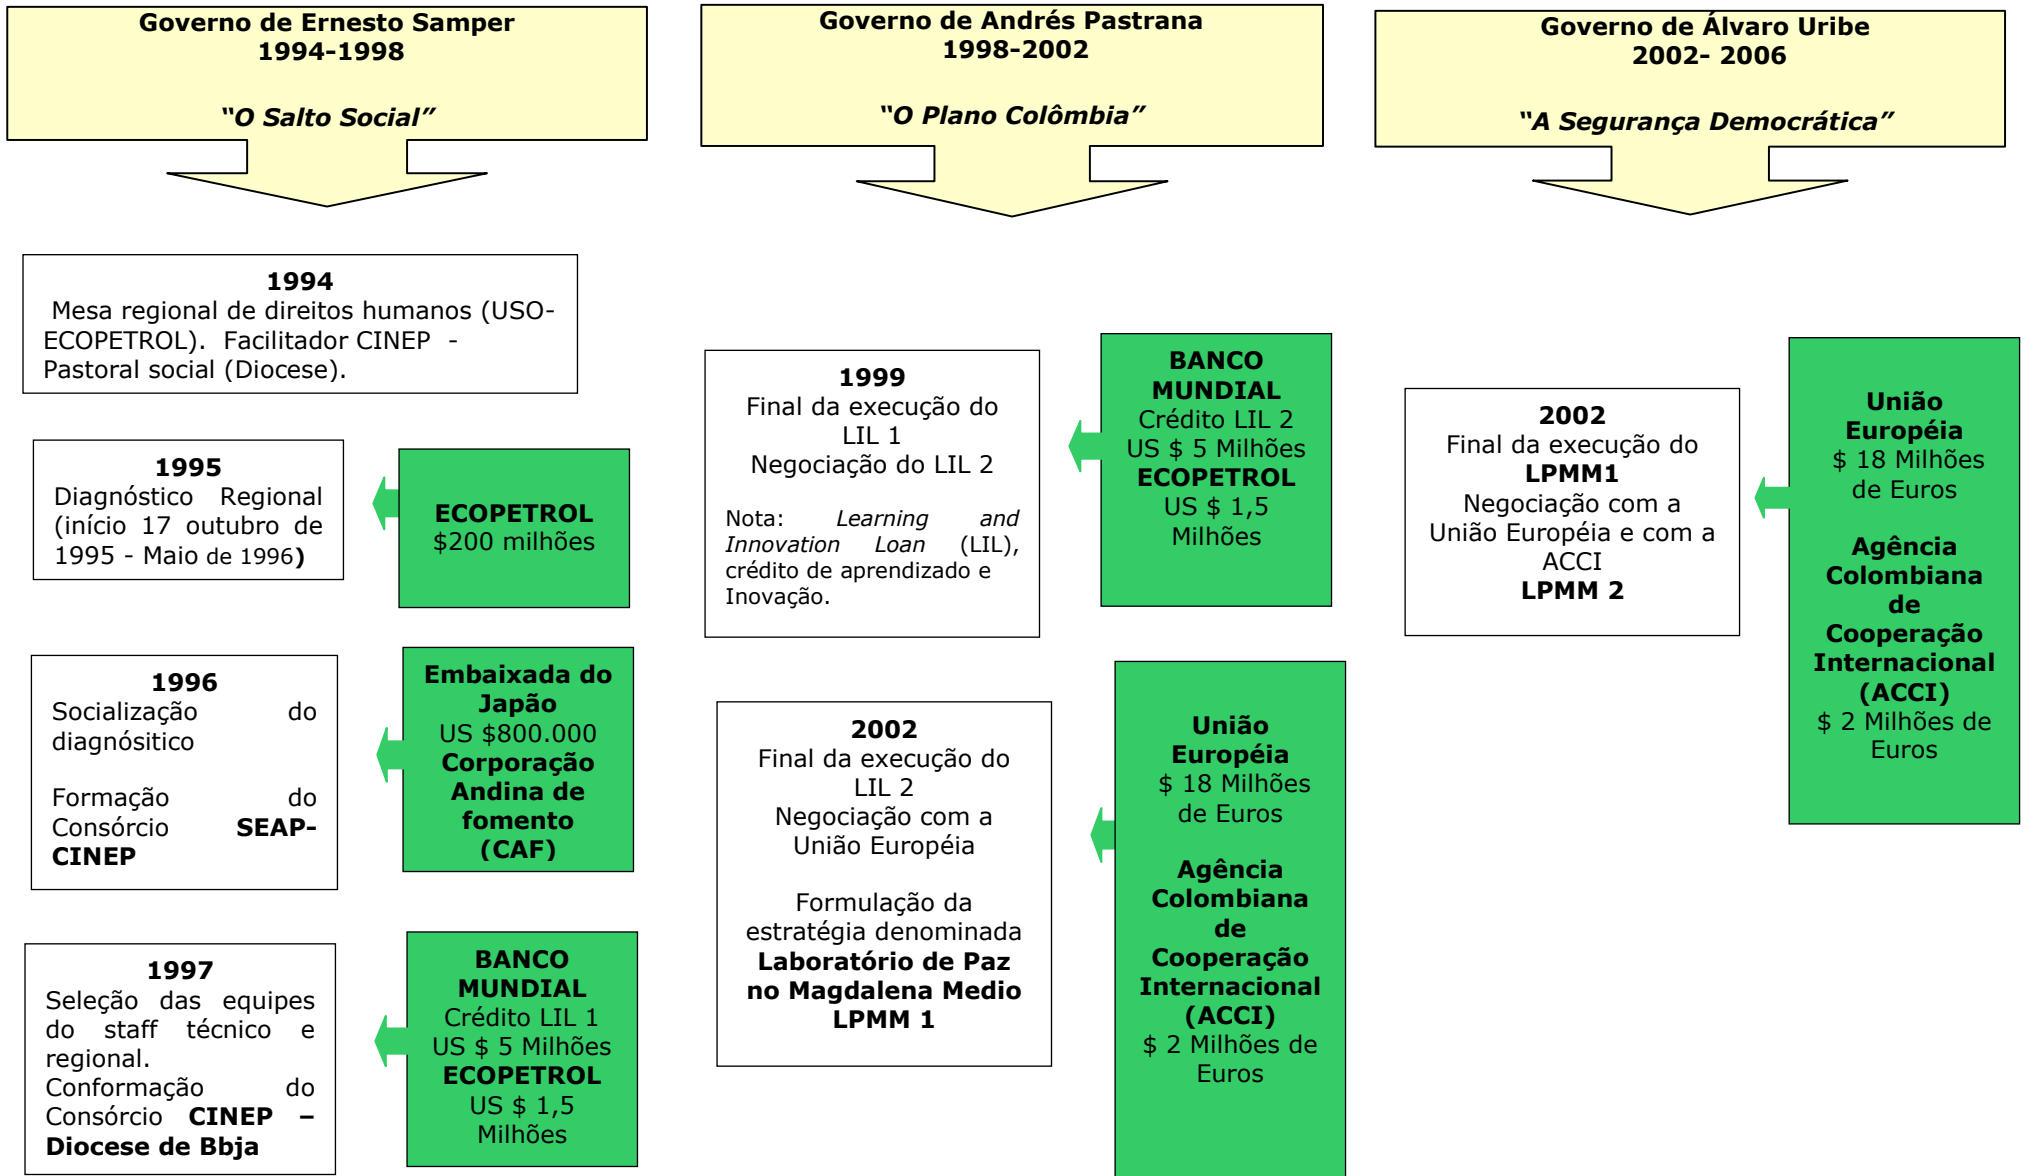 Governo de Ernesto Samper
1994-1998
“O Salto Social”
1994
Mesa regional de direitos humanos (USO-
ECOPETROL). Facilitador CINEP -
Pastoral social (Diocese).
1995
Diagnóstico Regional
(início 17 outubro de
1995 - Maio de 1996)
ECOPETROL
$200 milhões
1996
Socialização do
diagnósitico
Formação do
Consórcio SEAP-
CINEP
Embaixada do
Japão
US $800.000
Corporação
Andina de
fomento
(CAF)
1997
Seleção das equipes
do staff técnico e
regional.
Conformação do
Consórcio CINEP –
Diocese de Bbja
BANCO
MUNDIAL
Crédito LIL 1
US $ 5 Milhões
ECOPETROL
US $ 1,5
Milhões
Governo de Andrés Pastrana
1998-2002
“O Plano Colômbia”
1999
Final da execução do
LIL 1
Negociação do LIL 2
Nota: Learning and
Innovation Loan (LIL),
crédito de aprendizado e
Inovação.
BANCO
MUNDIAL
Crédito LIL 2
US $ 5 Milhões
ECOPETROL
US $ 1,5
Milhões
2002
Final da execução do
LIL 2
Negociação com a
União Européia
Formulação da
estratégia denominada
Laboratório de Paz
no Magdalena Medio
LPMM 1
União
Européia
$ 18 Milhões
de Euros
Agência
Colombiana
de
Cooperação
Internacional
(ACCI)
$ 2 Milhões de
Euros
Governo de Álvaro Uribe
2002- 2006
“A Segurança Democrática”
2002
Final da execução do
LPMM1
Negociação com a
União Européia e com a
ACCI
LPMM 2
União
Européia
$ 18 Milhões
de Euros
Agência
Colombiana
de
Cooperação
Internacional
(ACCI)
$ 2 Milhões de
Euros